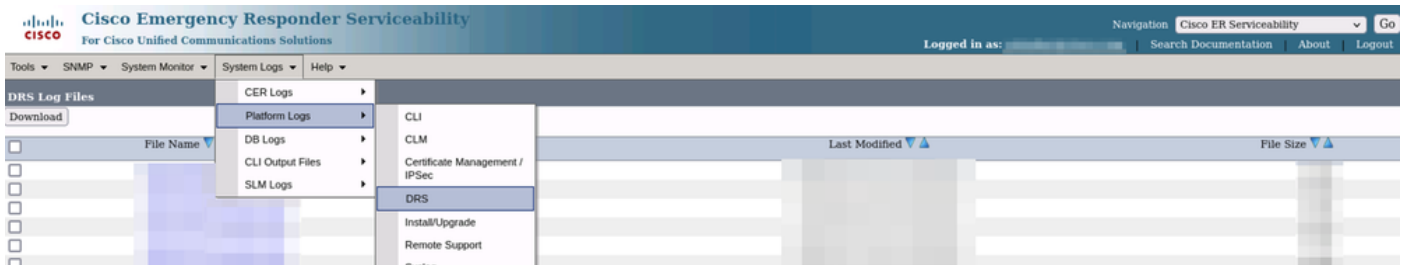 Cisco Emergency Responder Serviceability
CISCO
For Cisco Unified Communications Solutions
Navigation Cisco ER Serviceability Go
Logged in as: | Search Documentation | About | Logout
Tools SNMP System Monitor System Logs Help
DRS Log Files
Download
File Name
Last Modified
File Size
CER Logs
Platform Logs
DB Logs
CLI Output Files
SLM Logs
CLI
CLM
Certificate Management /
IPSec
DRS
Install/Upgrade
Remote Support